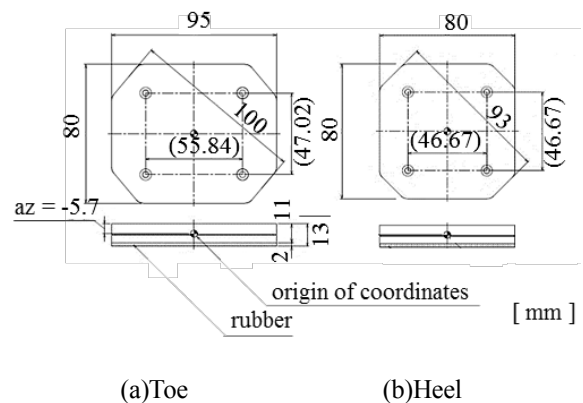 95
80
80
100
(47.02)
(55.84)
80
93
(46.67)
(46.67)
az = -5.7
11
13
2
origin of coordinates
rubber
[ mm ]
(a)Toe
(b)Heel